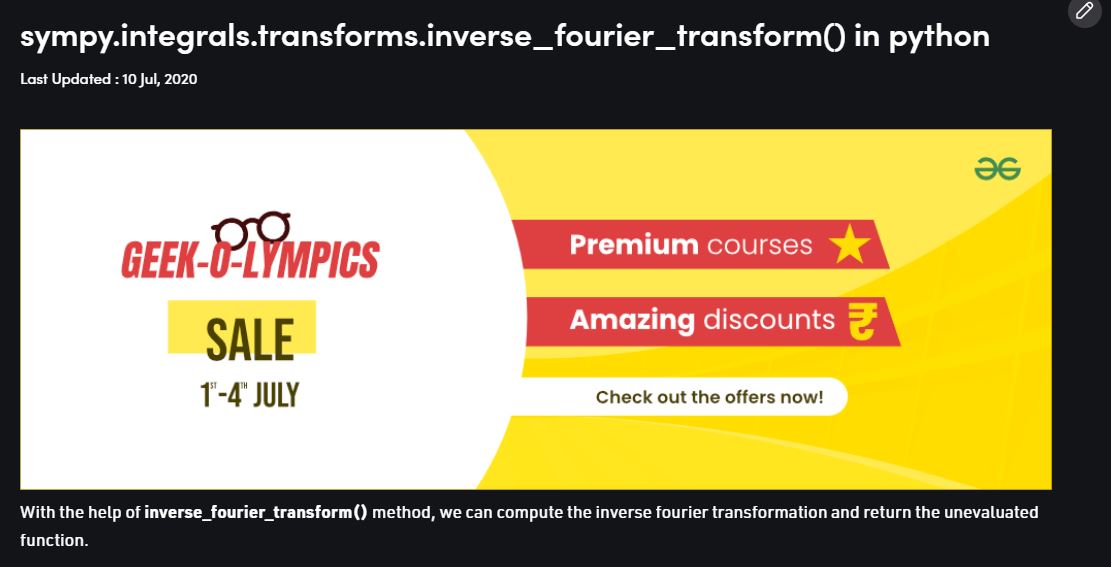 sympy.integrals.transforms.inverse_fourier_transform() in python
Last Updated : 10 Jul, 2020
GEEK-O-LYMPICS
SALE
1ST-4TH JULY
Premium courses
Amazing discounts ₹
Check out the offers now!
With the help of inverse_fourier_transform() method, we can compute the inverse fourier transformation and return the unevaluated
function.